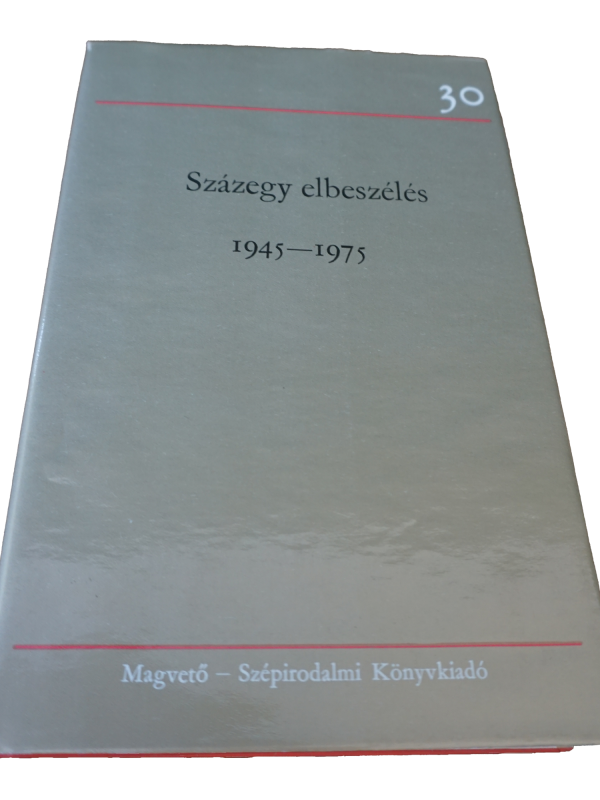 30
Százegy elbeszélés
1945—1975
Magvető – Szépirodalmi Könyvkiadó